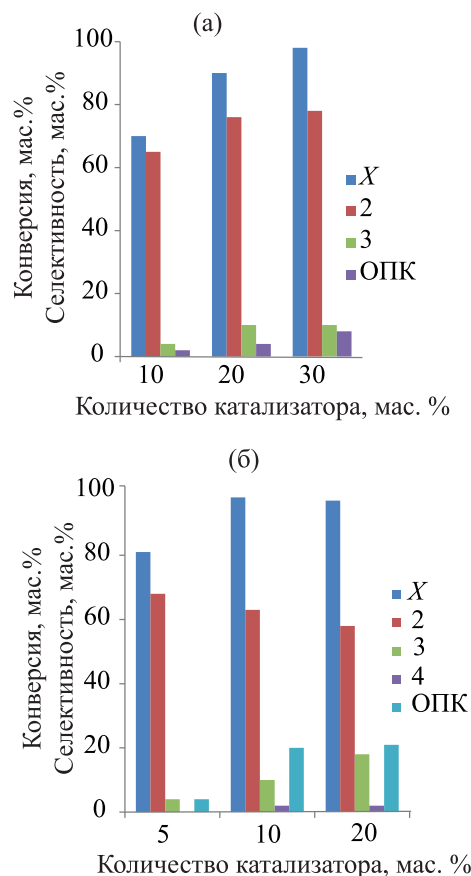 (а)
Конверсия, мас.%
Селективность, мас.%
100
80
60
40
20
0
10 20 30
X
2
3
ОПК
Количество катализатора, мас. %
(б)
Конверсия, мас.%
Селективность, мас.%
100
80
60
40
20
0
5 10 20
X
2
3
4
ОПК
Количество катализатора, мас. %